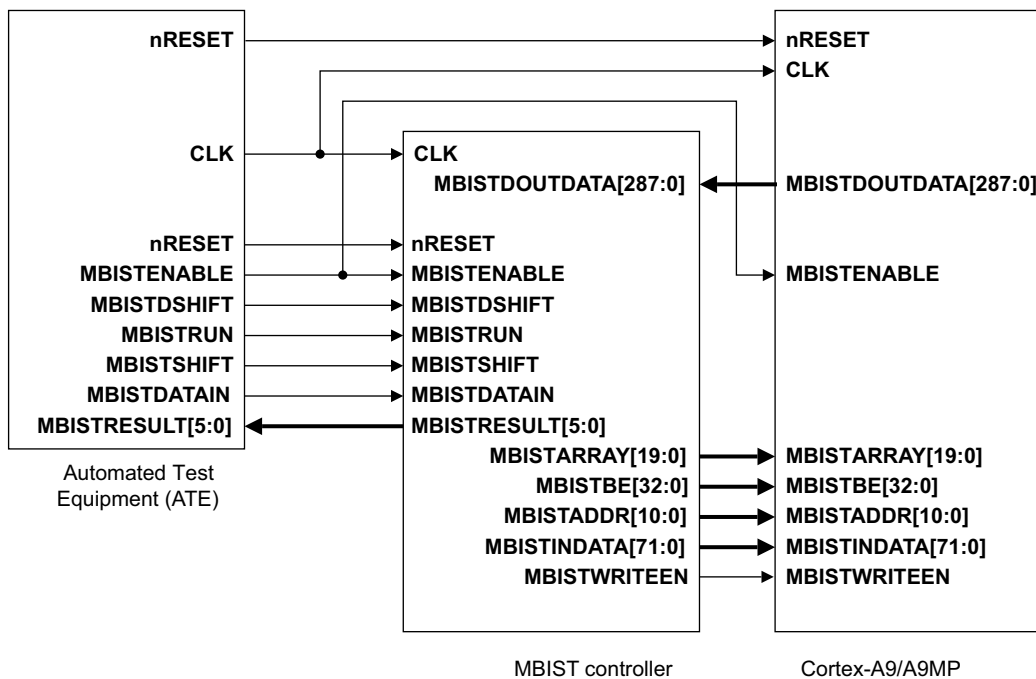 nRESET
CLK
nRESET
MBISTENABLE
MBISTDSHIFT
MBISTRUN
MBISTSHIFT
MBISTDATAIN
MBISTRESULT[5:0]
Automated Test
Equipment (ATE)
CLK
MBISTDOUTDATA[287:0]
nRESET
MBISTENABLE
MBISTDSHIFT
MBISTRUN
MBISTSHIFT
MBISTDATAIN
MBISTRESULT[5:0]
MBISTARRAY[19:0]
MBISTBE[32:0]
MBISTADDR[10:0]
MBISTINDATA[71:0]
MBISTWRITEEN
MBIST controller
nRESET
CLK
MBISTDOUTDATA[287:0]
MBISTENABLE
MBISTARRAY[19:0]
MBISTBE[32:0]
MBISTADDR[10:0]
MBISTINDATA[71:0]
MBISTWRITEEN
Cortex-A9/A9MP